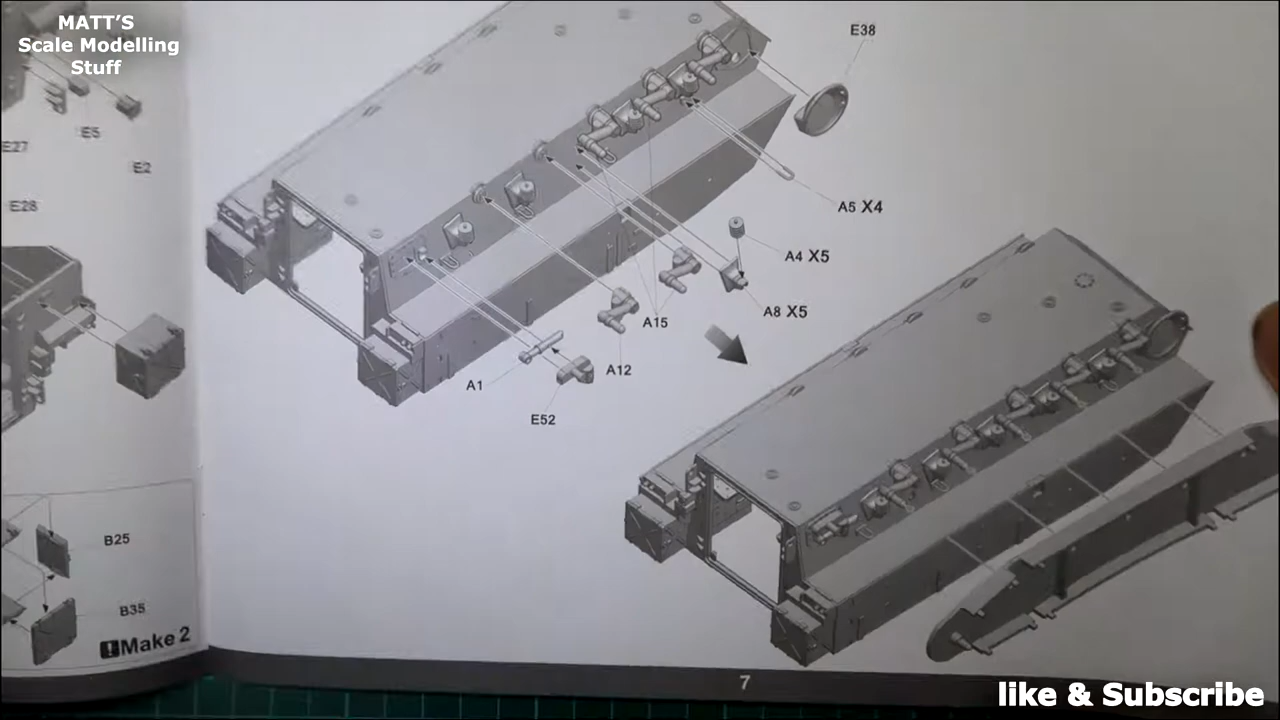 MATT'S
Scale Modelling
Stuff
E27
E5
E2
E28
B25
B35
!Make 2
E38
A5 X4
A4 X5
A8 X5
A15
A12
A1
E52
7
like & Subscribe